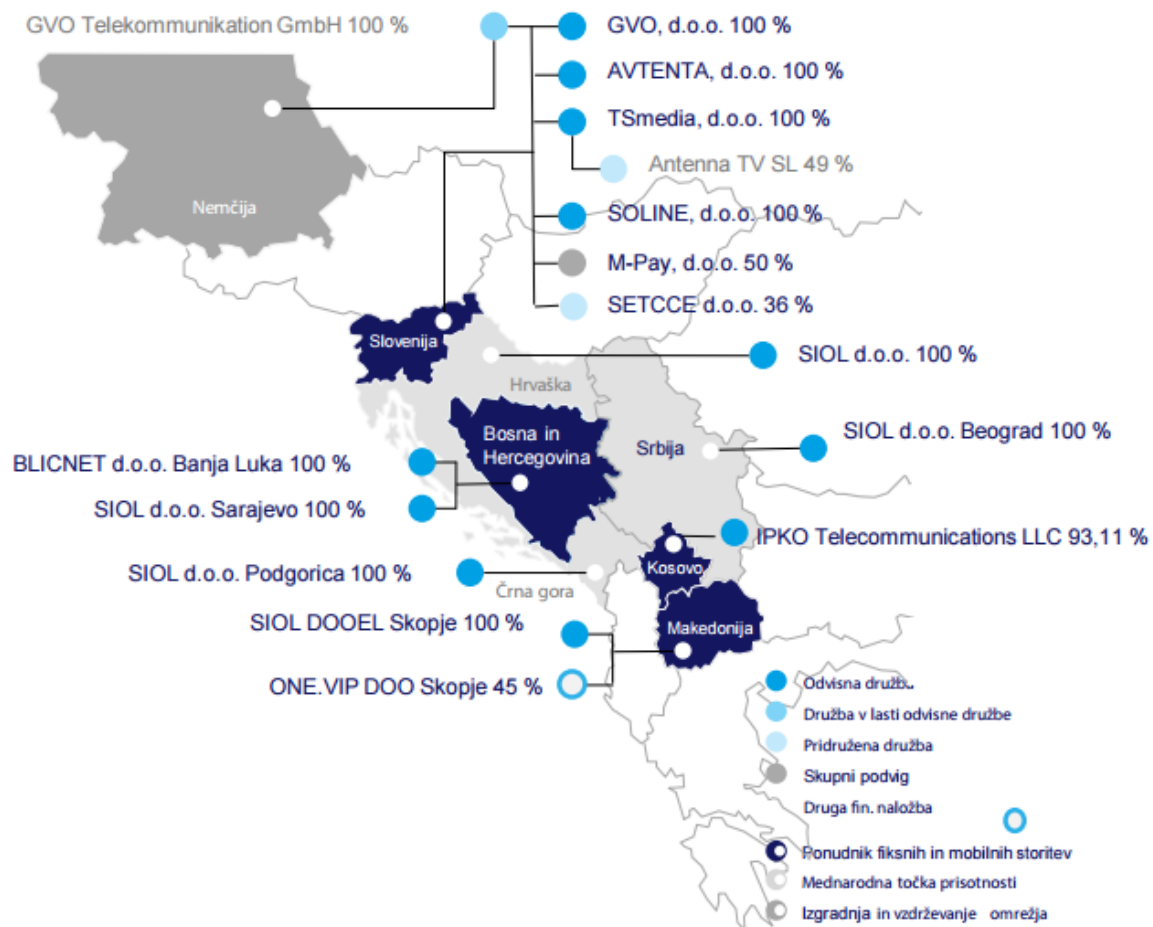 GVO Telekommunikation GmbH 100 %
GVO, d.o.o. 100 %
AVTENTA, d.o.o. 100 %
TSmedia, d.o.o. 100 %
Antenna TV SL 49 %
Nemčija
SOLINE, d.o.o. 100 %
M-Pay, d.o.o. 50 %
SETCCE d.o.o. 36 %
Slovenija
SIOL d.o.o. 100 %
Hrvaška
SIOL d.o.o. Beograd 100 %
Bosna in
Hercegovina
Srbija
BLICNET d.o.o. Banja Luka 100 %
SIOL d.o.o. Sarajevo 100 %
IPKO Telecommunications LLC 93,11 %
Kosovo
SIOL d.o.o. Podgorica 100 %
Črna gora
SIOL DOOEL Skopje 100 %
Makedonija
ONE.VIP DOO Skopje 45 %
Odvisna družba
Družba v lasti odvisne družbe
Pridružena družba
Skupni podvig
Druga fin. naložba
Ponudnik fiksnih in mobilnih storitev
Mednarodna točka prisotnosti
Izgradnja in vzdrževanje omrežja